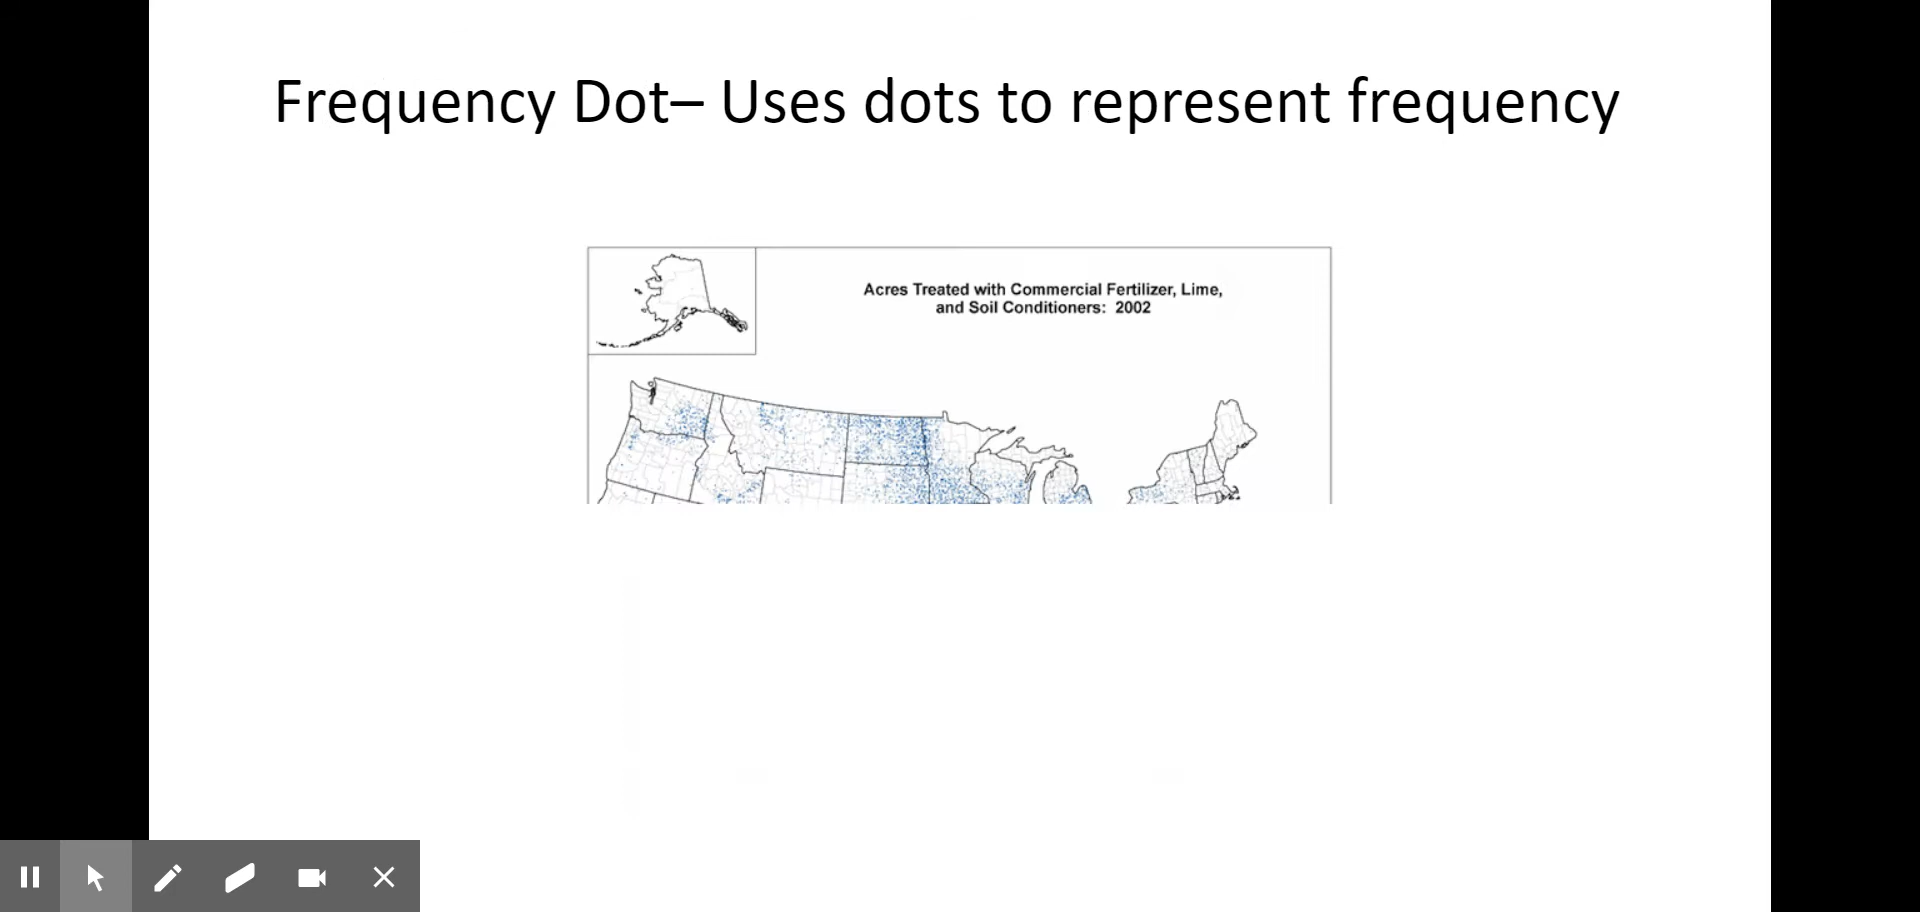 Frequency Dot– Uses dots to represent frequency
Acres Treated with Commercial Fertilizer, Lime,
and Soil Conditioners: 2002